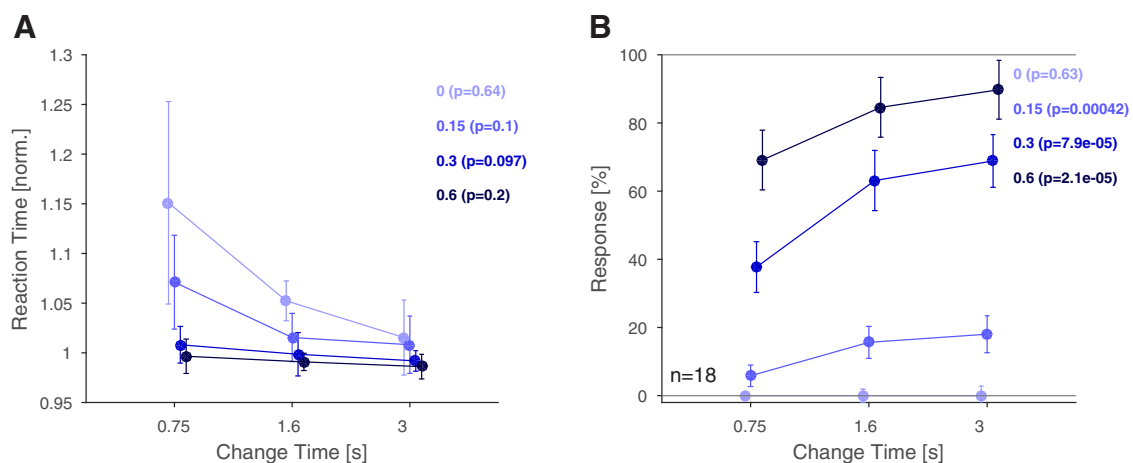 A
Reaction Time [norm.]
1.3
1.25
1.2
1.15
1.1
1.05
1
0.95
0 (p=0.64)
0.15 (p=0.1)
0.3 (p=0.097)
0.6 (p=0.2)
0.75
1.6
3
Change Time [s]
B
Response [%]
100
80
60
40
20
0
0 (p=0.63)
0.15 (p=0.00042)
0.3 (p=7.9e-05)
0.6 (p=2.1e-05)
n=18
0.75
1.6
3
Change Time [s]